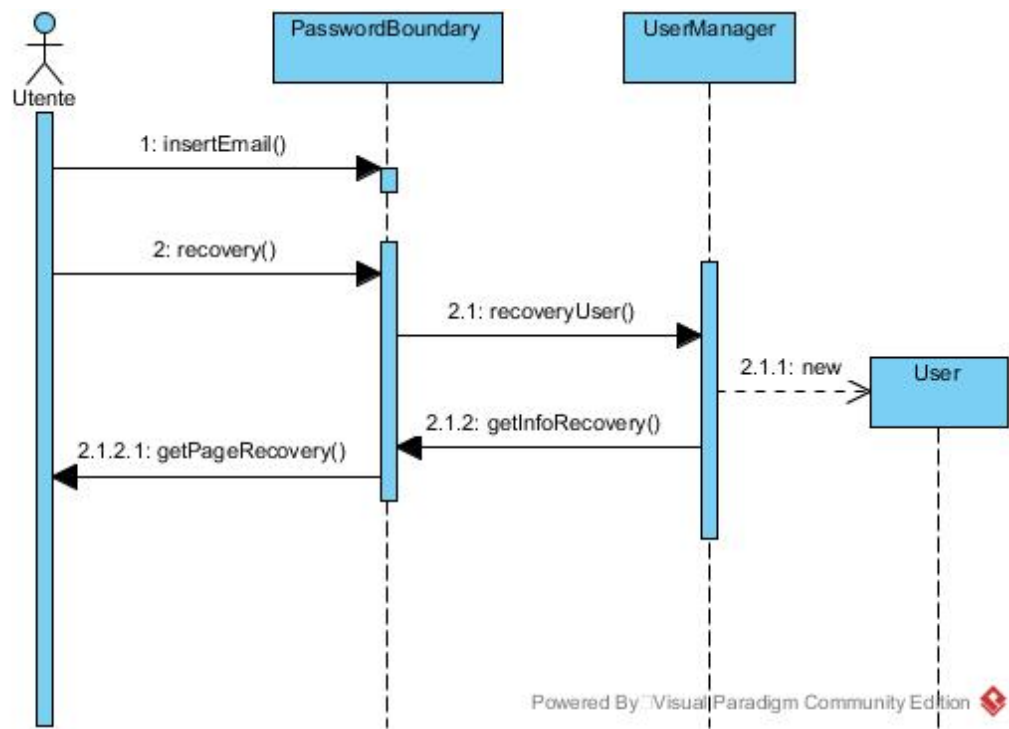 PasswordBoundary
UserManager
Utente
1: insertEmail()
2: recovery()
2.1: recoveryUser()
2.1.1: new
User
2.1.2: getInfoRecovery()
2.1.2.1: getPageRecovery()
Powered By Visual Paradigm Community Edition